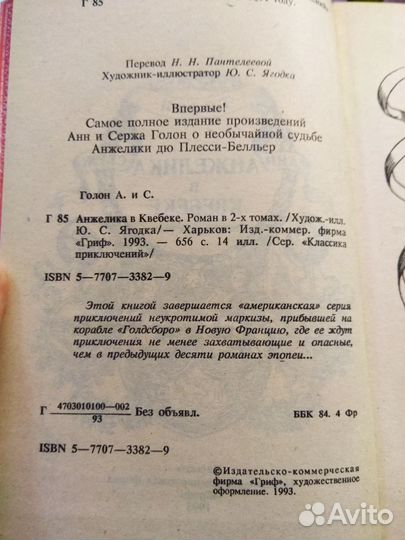 Г 85
году.
Перевод Н. Н. Пантелеевой
Художник-иллюстратор Ю. С. Ягодка
Впервые!
Самое полное издание произведений
Анн и Сержа Голон о необычайной судьбе
Анжелики дю Плесси-Белльер
Голон А. и С.
Г 85 Анжелика в Квебеке. Роман в 2-х томах. /Худож.-илл.
Ю. С. Ягодка/— Харьков: Изд.-коммер. фирма
«Гриф». 1993. — 656 с. 14 илл. /Сер. «Классика
приключений»/
ISBN 5—7707—3382—9
Этой книгой завершается «американская» серия
приключений неукротимой маркизы, прибывшей на
корабле «Голдсборо» в Новую Францию, где ее ждут
приключения не менее захватывающие и опасные,
чем в предыдущих десяти романах эпопеи...
Г 4703010100—002
93 Без объявл.
ББК 84. 4 Фр
ISBN 5—7707—3382—9
©Издательско-коммерческая
фирма «Гриф», художественное
оформление. 1993.
Avito